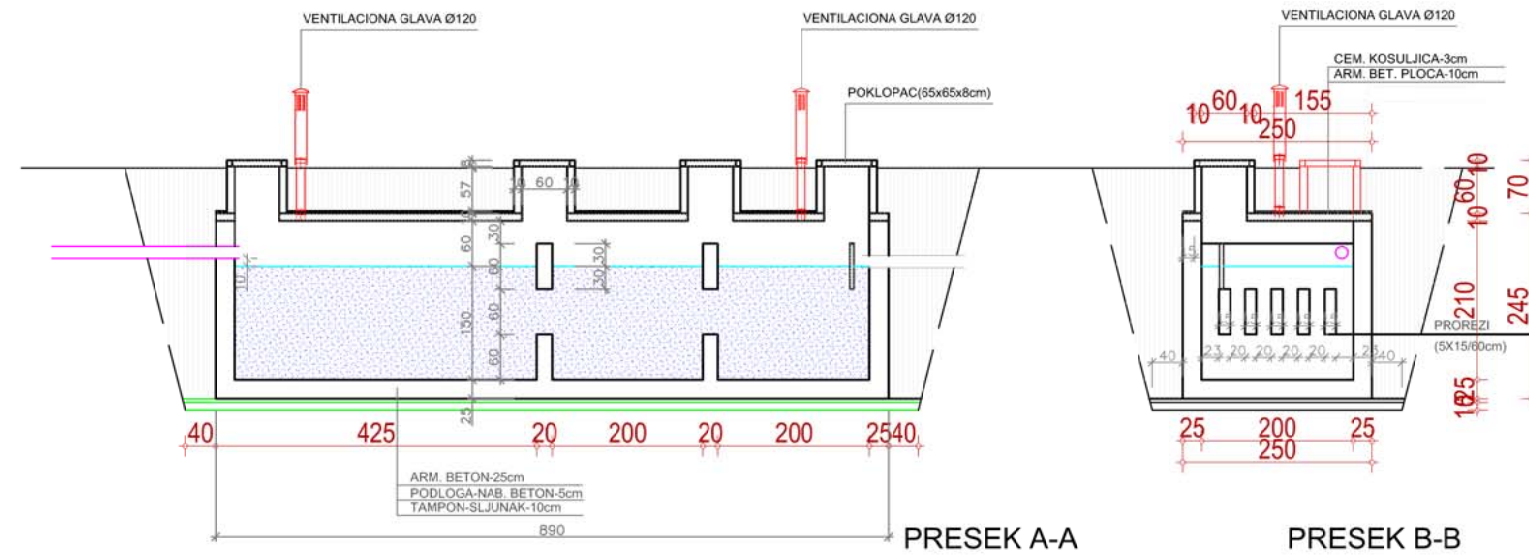 VENTILACIONA GLAVA Ø120
VENTILACIONA GLAVA Ø120
VENTILACIONA GLAVA Ø120
CEM. KOSULJICA-3cm
ARM. BET. PLOCA-10cm
POKLOPAC(65x65x8cm)
10 60 10 155
250
57
60
60
30
60
30
30
10
150
60
60
25
40 425 20 200 20 200 25 40
ARM. BETON-25cm
PODLOGA-NAB. BETON-5cm
TAMPON-SLJUNAK-10cm
890
PRESEK A-A
10
60
10
70
210
245
25
PROREZI
(5X15/60cm)
40 23 20 20 20 20 23 40
25 200 25
250
PRESEK B-B